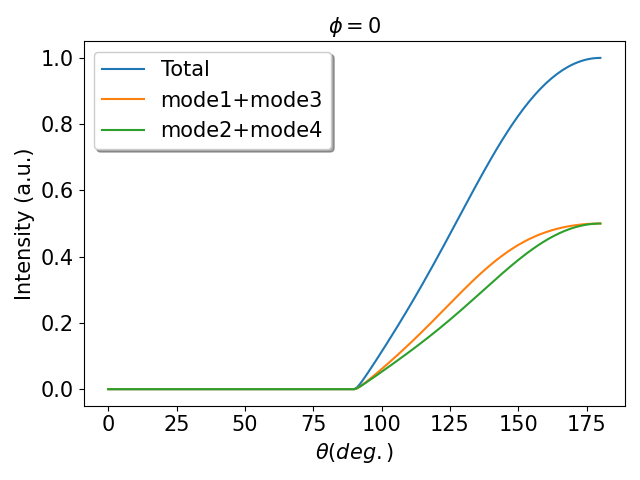 ϕ = 0
Total
mode1+mode3
mode2+mode4
Intensity (a.u.)
1.0
0.8
0.6
0.4
0.2
0.0
0 25 50 75 100 125 150 175
θ(deg.)